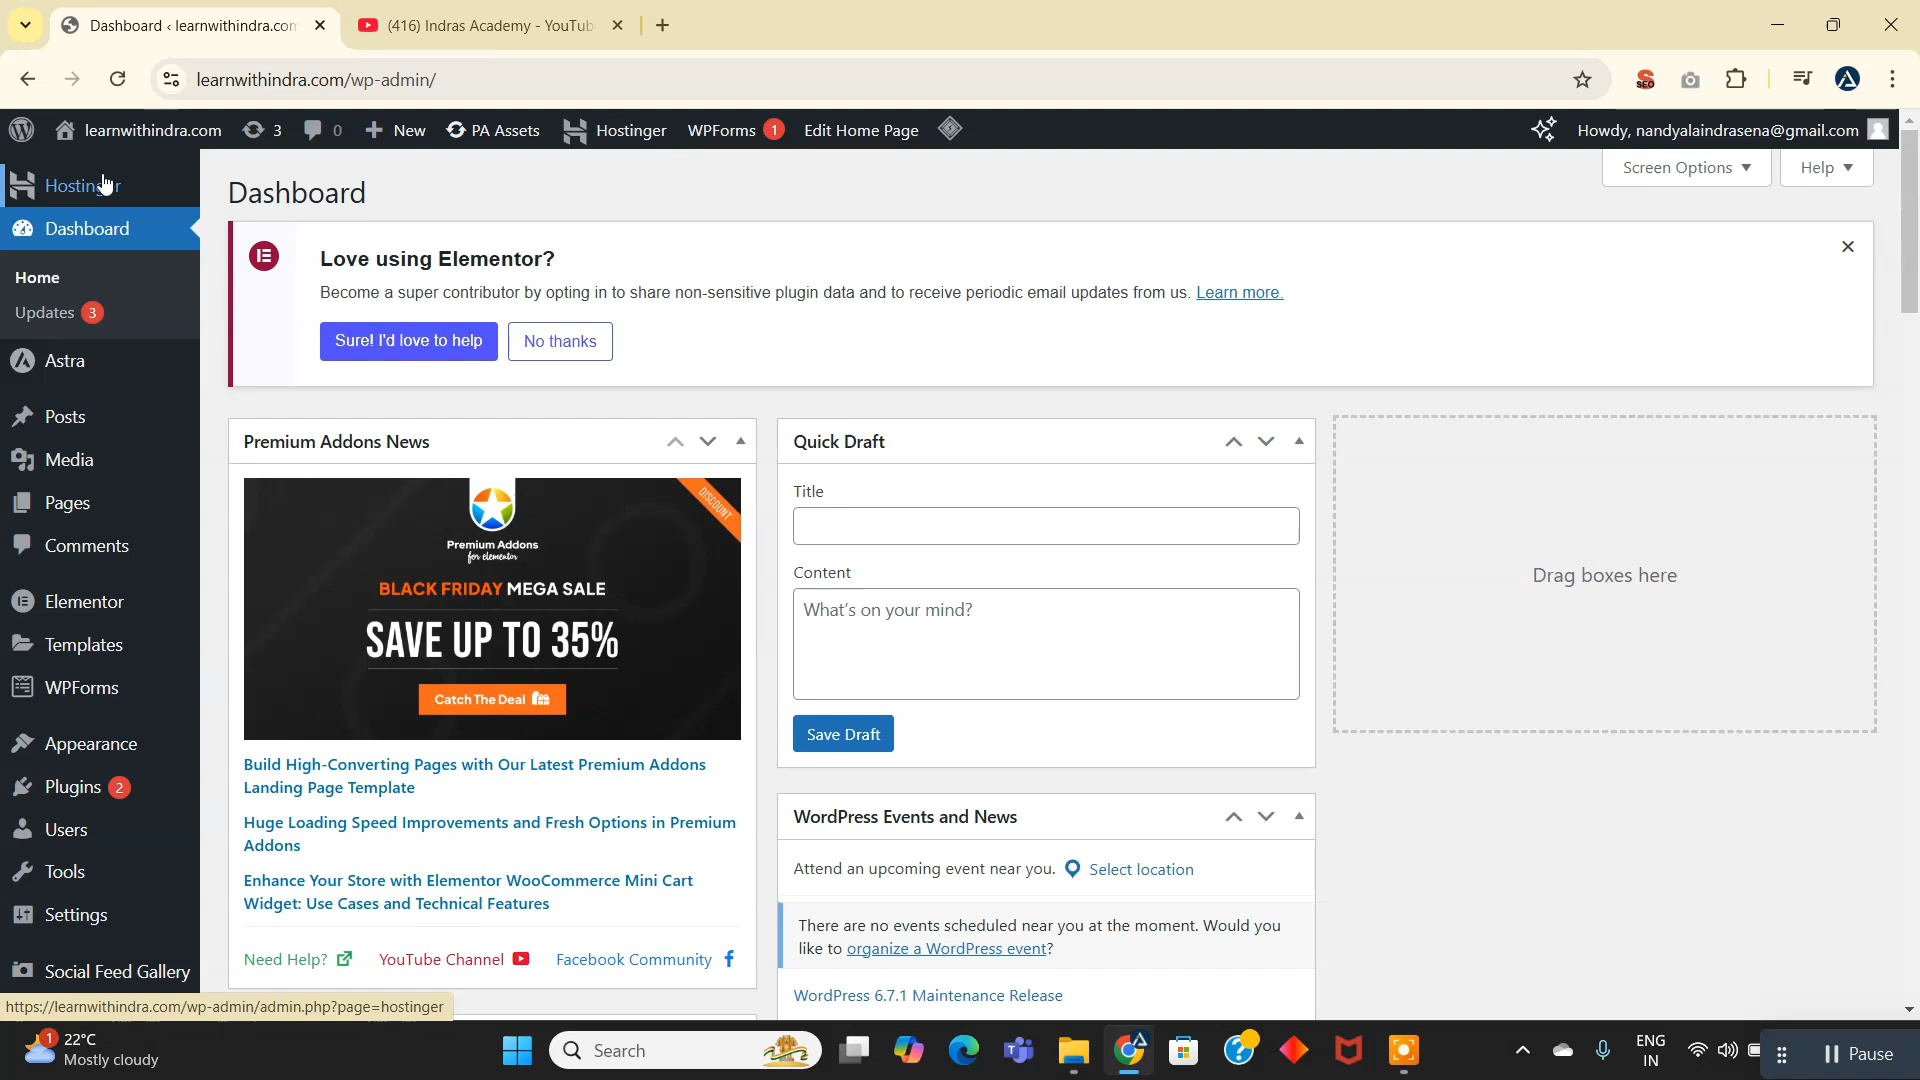 Dashboard ‹ learnwithindra.com
(416) Indras Academy - YouTub
learnwithindra.com/wp-admin/
SEO
learnwithindra.com
3
0
New
PA Assets
Hostinger
WPForms 1
Edit Home Page
Howdy, nandyalaindrasena@gmail.com
Hostinger
Dashboard
Home
Updates 3
Astra
Posts
Media
Pages
Comments
Elementor
Templates
WPForms
Appearance
Plugins 2
Users
Tools
Settings
Social Feed Gallery
https://learnwithindra.com/wp-admin/admin.php?page=hostinger
Dashboard
Screen Options
Help
Love using Elementor?
Become a super contributor by opting in to share non-sensitive plugin data and to receive periodic email updates from us. Learn more.
Sure! I'd love to help
No thanks
Premium Addons News
DISCOUNT
Premium Addons
for elementor
BLACK FRIDAY MEGA SALE
SAVE UP TO 35%
Catch The Deal
Build High-Converting Pages with Our Latest Premium Addons
Landing Page Template
Huge Loading Speed Improvements and Fresh Options in Premium
Addons
Enhance Your Store with Elementor WooCommerce Mini Cart
Widget: Use Cases and Technical Features
Need Help?
YouTube Channel
Facebook Community
Quick Draft
Title
Content
What's on your mind?
Save Draft
WordPress Events and News
Attend an upcoming event near you.
Select location
There are no events scheduled near you at the moment. Would you
like to organize a WordPress event?
WordPress 6.7.1 Maintenance Release
Drag boxes here
1
22°C
Mostly cloudy
Search
ENG
IN
Pause